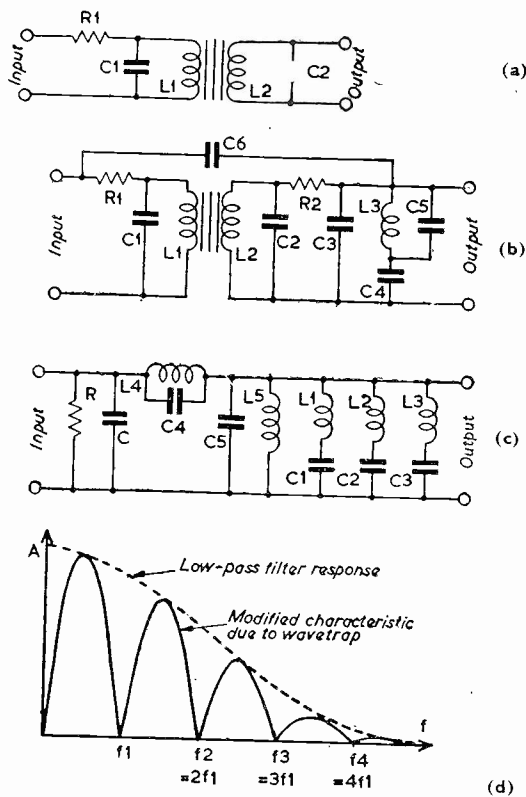 R1
Input
C1
L1
L2
C2
Output
(a)
C6
R1
Input
C1
L1
L2
C2
R2
C3
L3
C5
C4
Output
(b)
Input
R
C
L4
C4
C5
L5
L1
C1
L2
C2
L3
C3
Output
(c)
A
Low-pass filter response
Modified characteristic
due to wavetrap
f
f1
f2
=2f1
f3
=3f1
f4
=4f1
(d)